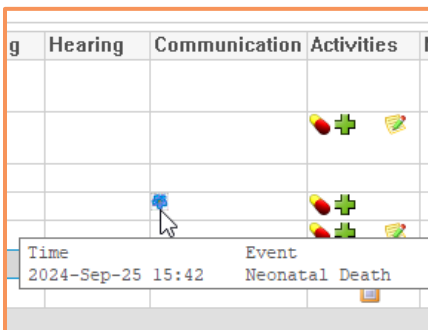 g Hearing Communication Activities
Time Event
2024-Sep-25 15:42 Neonatal Death